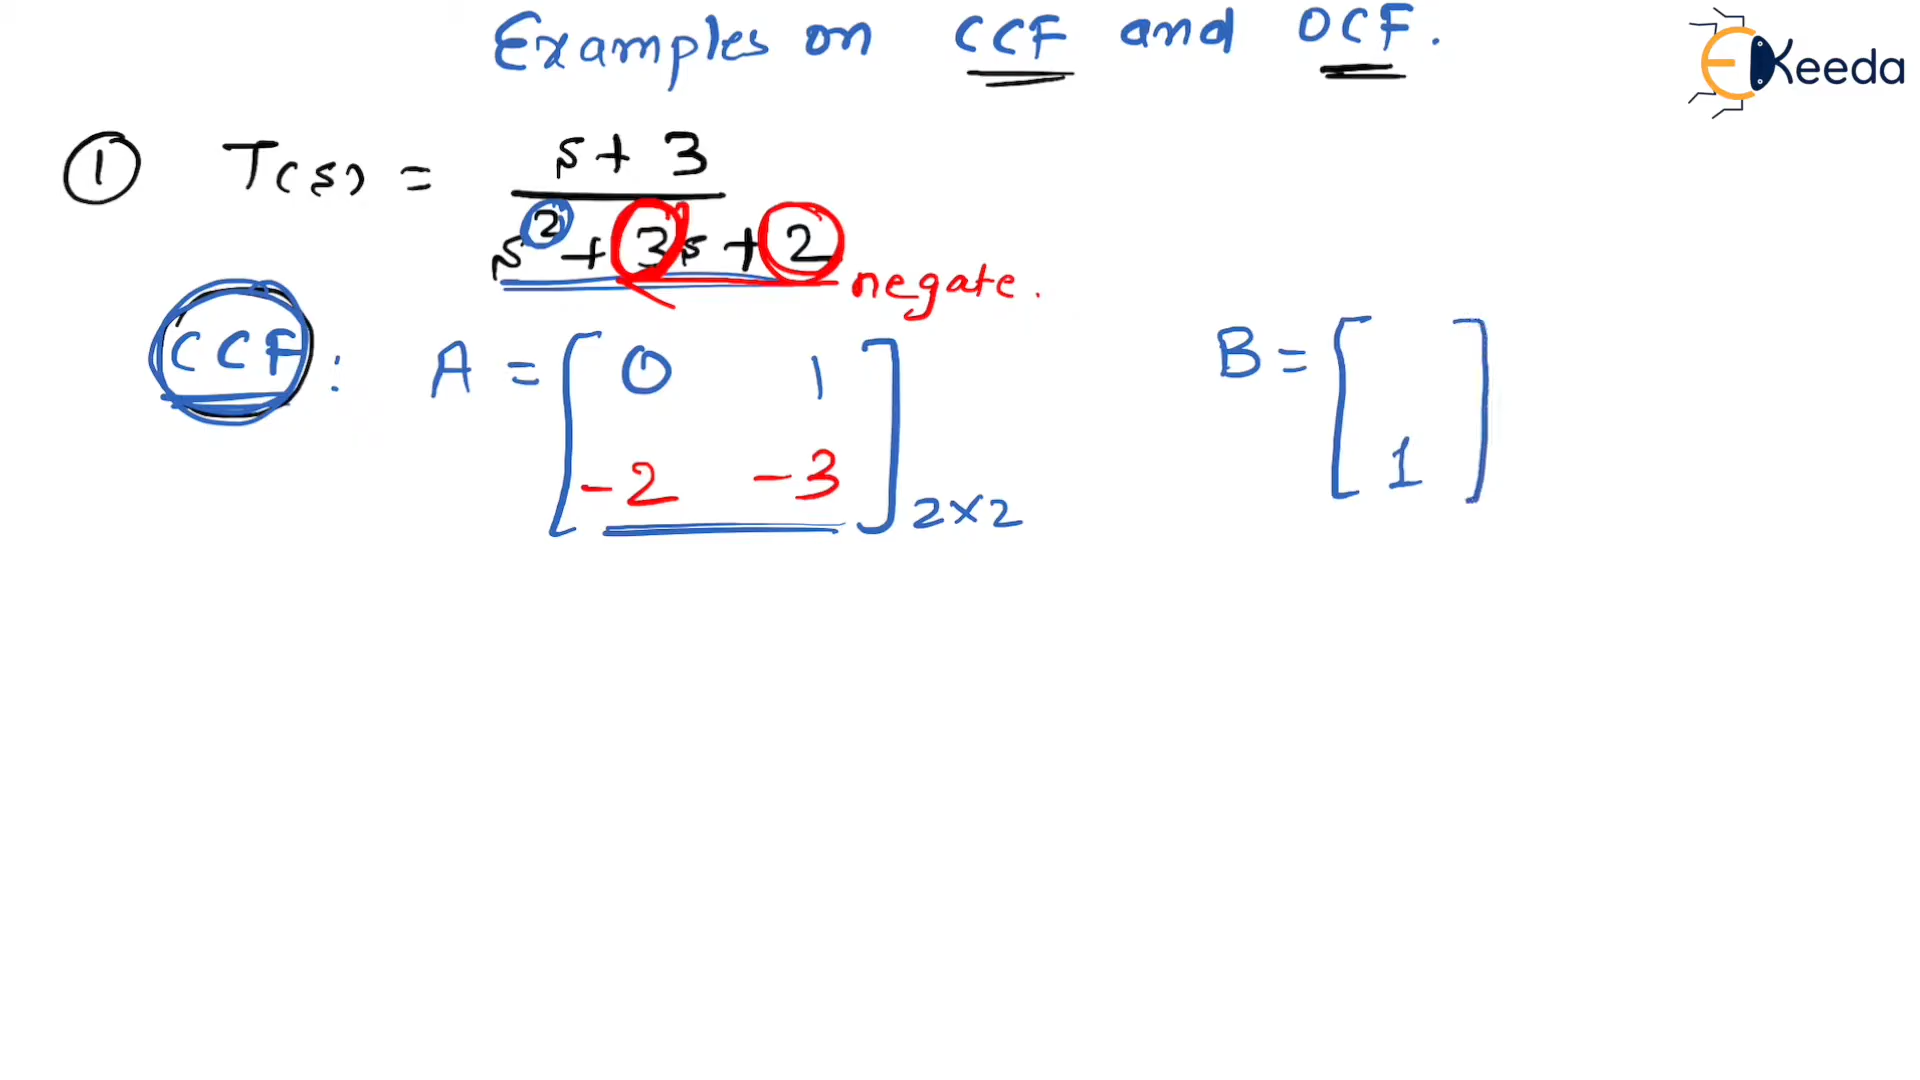 Examples on CCF and OCF.
EKeeda
① T(s) = s + 3
s² + 3s + 2
negate.
CCF : A = [ 0 1
-2 -3 ] 2×2
B = [
1 ]